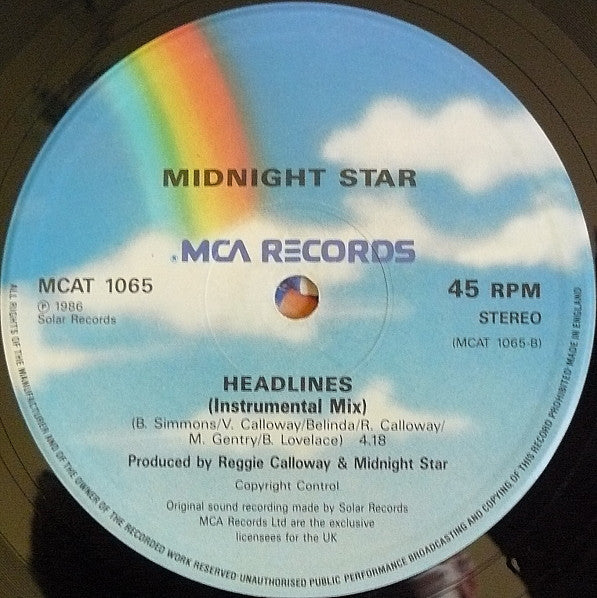 MIDNIGHT STAR
®MCA RECORDS
MCAT 1065
℗ 1986
Solar Records
45 RPM
STEREO
(MCAT 1065-B)
HEADLINES
(Instrumental Mix)
(B. Simmons/V. Calloway/Belinda/R. Calloway/
M. Gentry/B. Lovelace) 4.18
Produced by Reggie Calloway & Midnight Star
Copyright Control
Original sound recording made by Solar Records
MCA Records Ltd are the exclusive
licensees for the UK
ALL RIGHTS OF THE MANUFACTURER AND OF THE OWNER OF THE RECORDED WORK RESERVED UNAUTHORISED PUBLIC PERFORMANCE BROADCASTING AND COPYING OF THIS RECORD PROHIBITED MADE IN ENGLAND